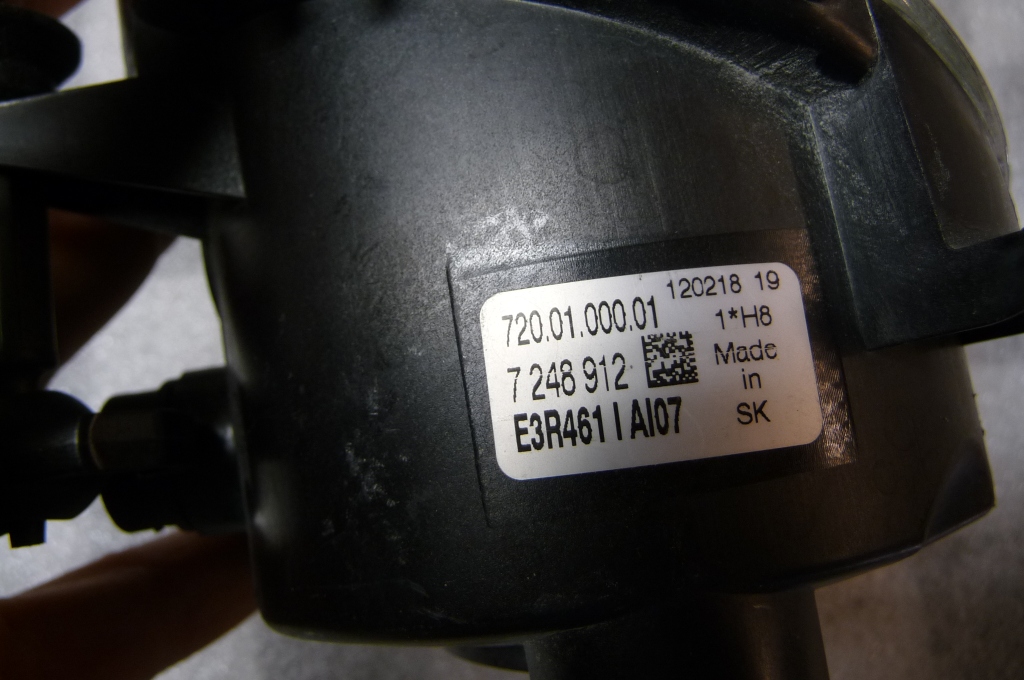 120218 19
720.01.000.01
1*H8
7 248 912
Made
in
E3R461 I AI07
SK